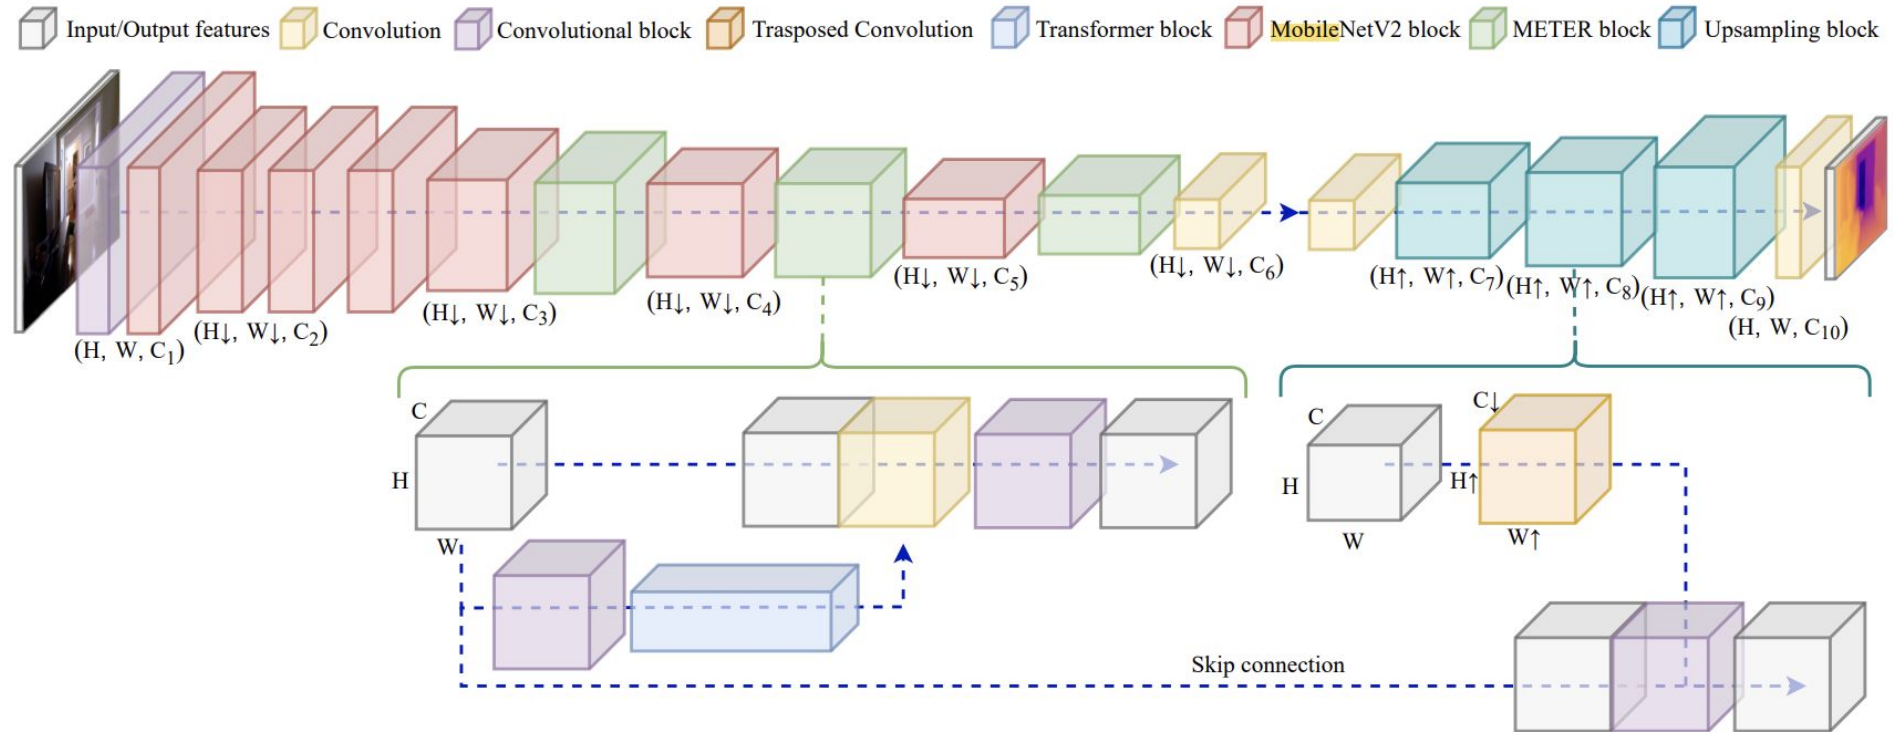 Input/Output features
Convolution
Convolutional block
Trasposed Convolution
Transformer block
MobileNetV2 block
METER block
Upsampling block
(H, W, C₁)
(H↓, W↓, C₂)
(H↓, W↓, C₃)
(H↓, W↓, C₄)
(H↓, W↓, C₅)
(H↓, W↓, C₆)
(H↑, W↑, C₇)
(H↑, W↑, C₈)
(H↑, W↑, C₉)
(H, W, C₁₀)
C
H
W
C
H
W
C↓
H↑
W↑
Skip connection